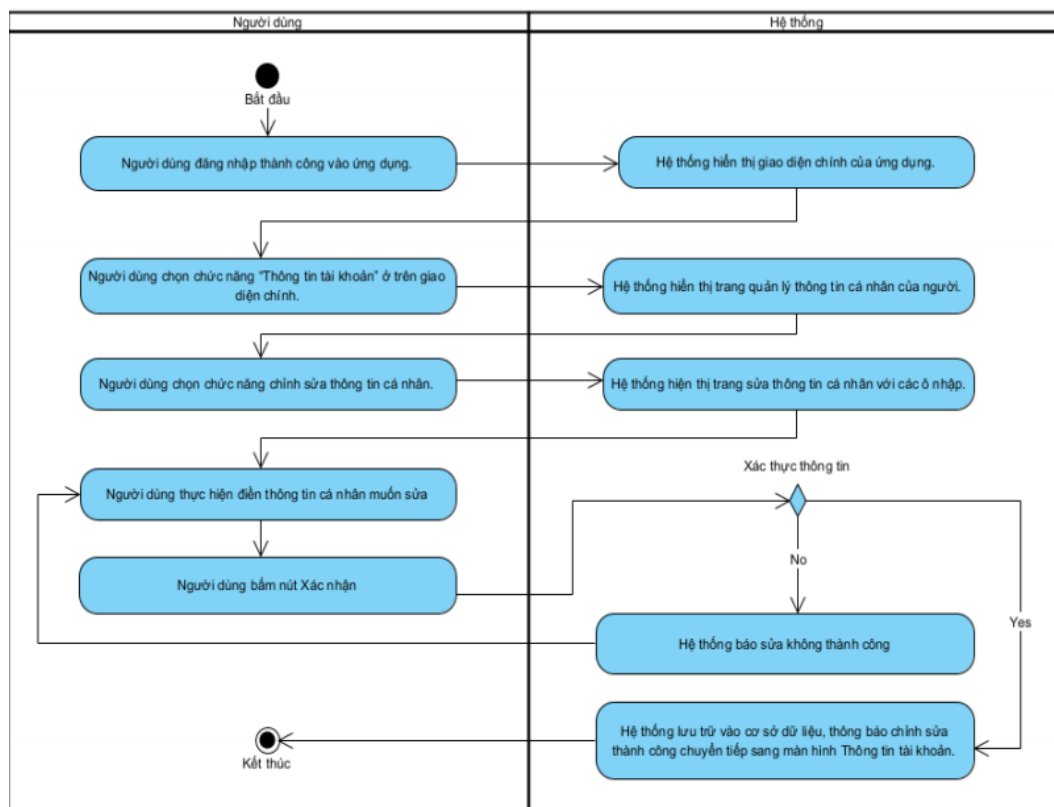 Người dùng
Hệ thống
Bắt đầu
Người dùng đăng nhập thành công vào ứng dụng.
Hệ thống hiển thị giao diện chính của ứng dụng.
Người dùng chọn chức năng "Thông tin tài khoản" ở trên giao
diện chính.
Hệ thống hiển thị trang quản lý thông tin cá nhân của người.
Người dùng chọn chức năng chỉnh sửa thông tin cá nhân.
Hệ thống hiện thị trang sửa thông tin cá nhân với các ô nhập.
Xác thực thông tin
Người dùng thực hiện điền thông tin cá nhân muốn sửa
No
Người dùng bấm nút Xác nhận
Yes
Hệ thống báo sửa không thành công
Hệ thống lưu trữ vào cơ sở dữ liệu, thông báo chỉnh sửa
thành công chuyển tiếp sang màn hình Thông tin tài khoản.
Kết thúc